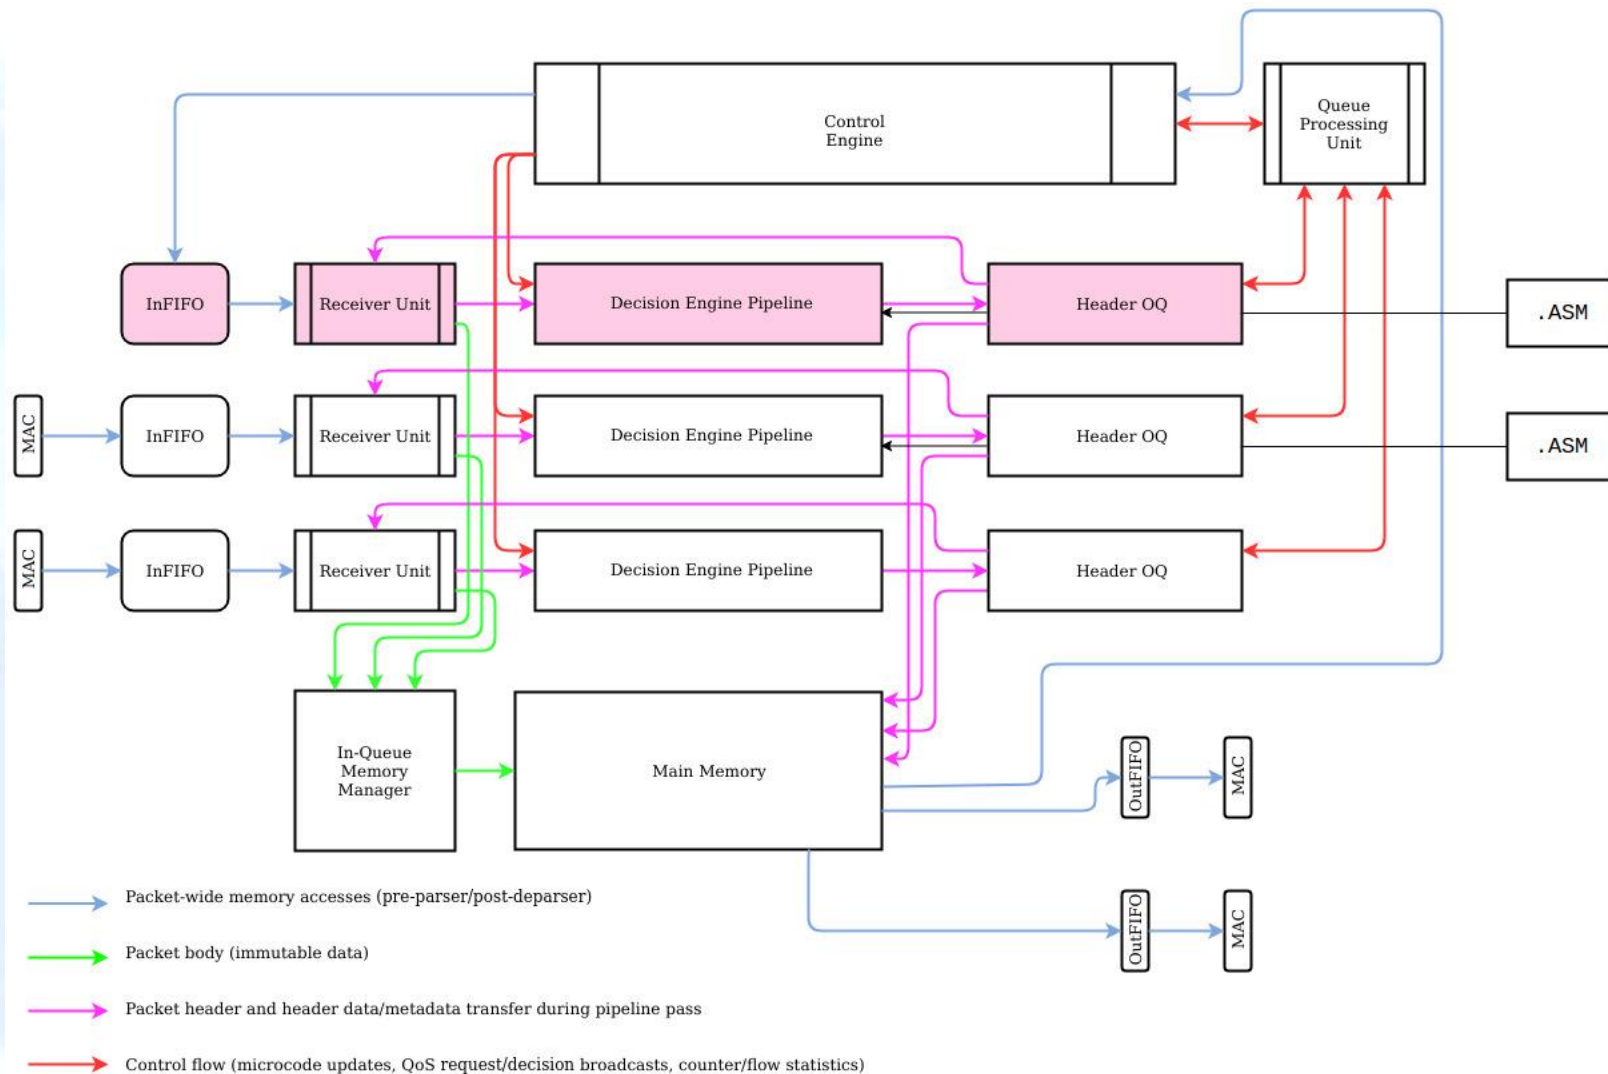 Control
Engine
Queue
Processing
Unit
InFIFO
Receiver Unit
Decision Engine Pipeline
Header OQ
.ASM
MAC
InFIFO
Receiver Unit
Decision Engine Pipeline
Header OQ
.ASM
MAC
InFIFO
Receiver Unit
Decision Engine Pipeline
Header OQ
In-Queue
Memory
Manager
Main Memory
OutFIFO
MAC
OutFIFO
MAC
Packet-wide memory accesses (pre-parser/post-deparser)
Packet body (immutable data)
Packet header and header data/metadata transfer during pipeline pass
Control flow (microcode updates, QoS request/decision broadcasts, counter/flow statistics)